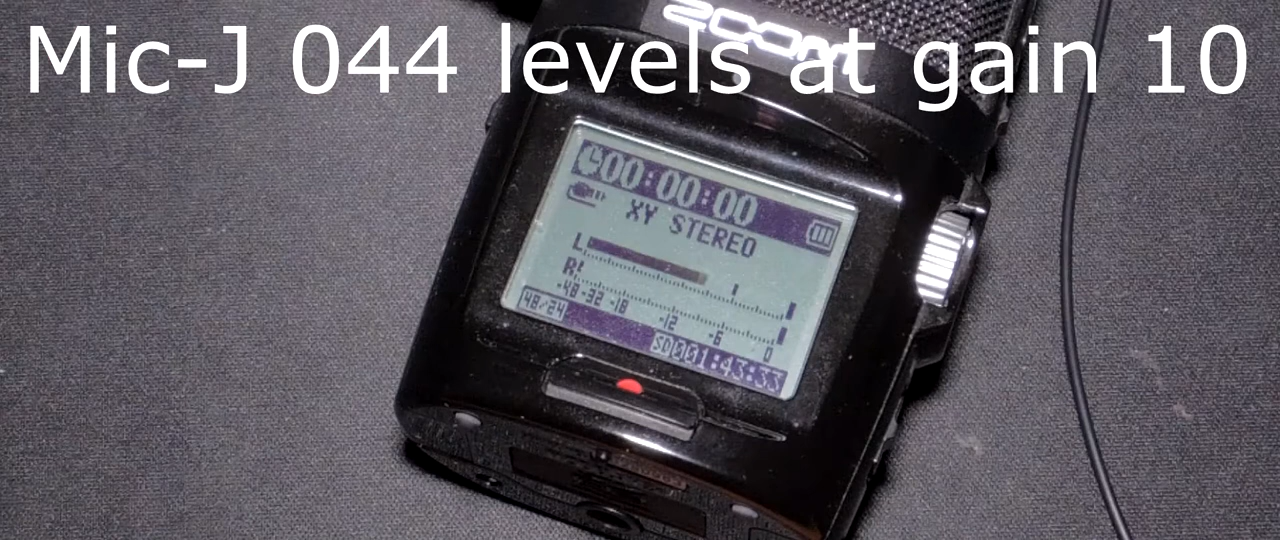 Mic-J 044 levels at gain 10
ZOOM
00:00:00
XY STEREO
L
R
-48 -32 -18 -12 -6 0
48/24
SD 001:43:33